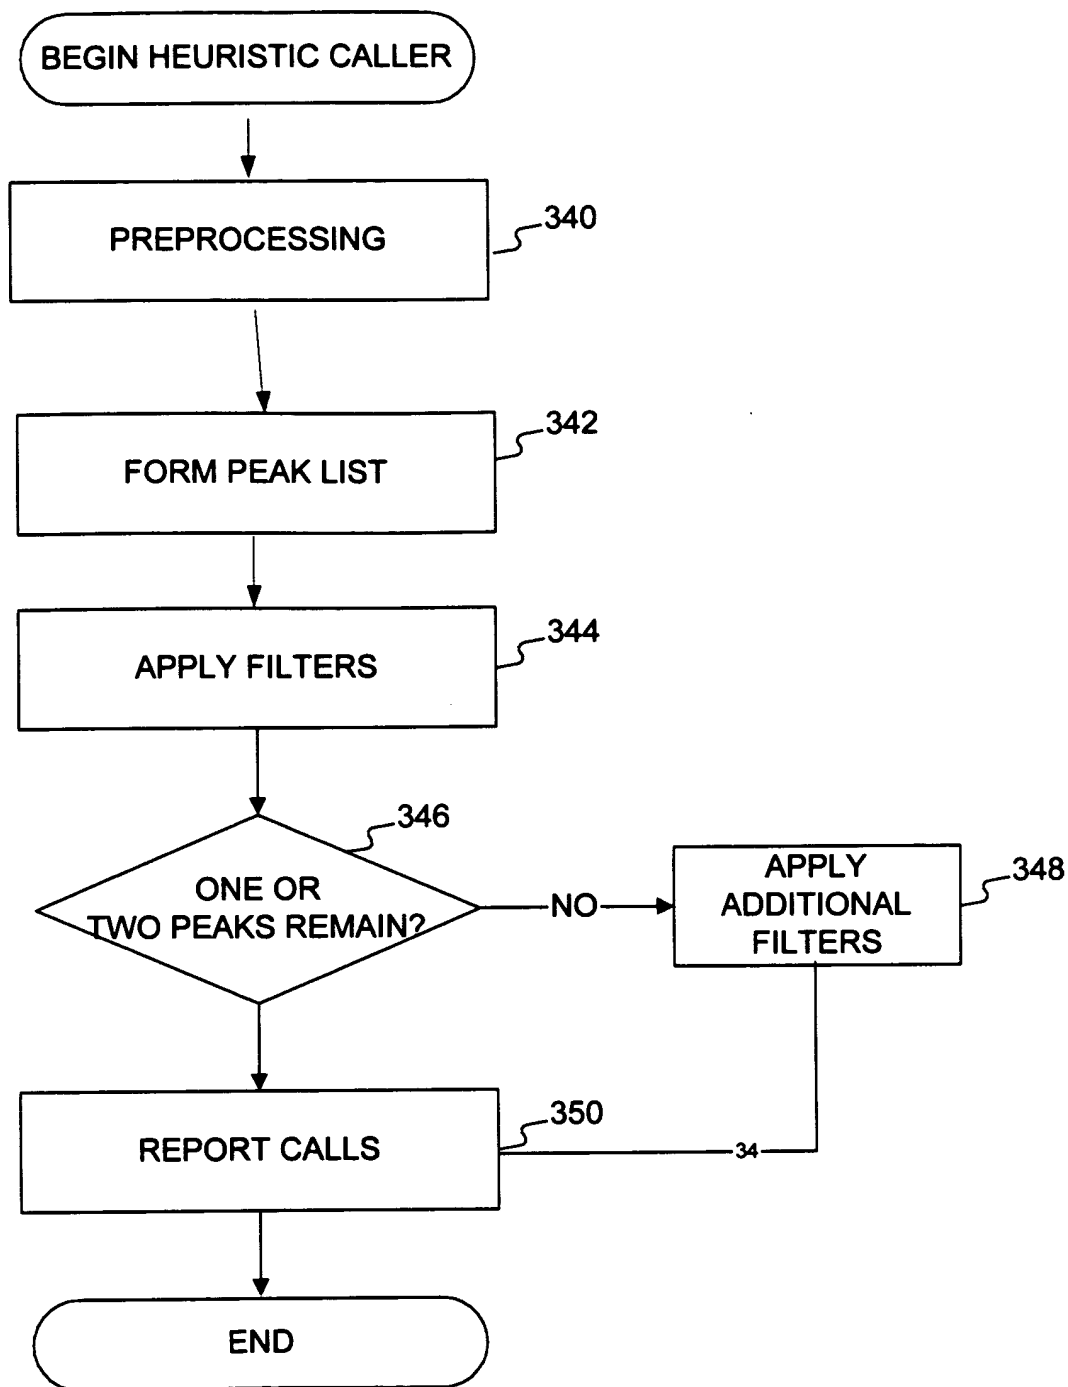 BEGIN HEURISTIC CALLER
PREPROCESSING
340
FORM PEAK LIST
342
APPLY FILTERS
344
ONE OR
TWO PEAKS REMAIN?
346
NO
APPLY
ADDITIONAL
FILTERS
348
REPORT CALLS
350
34
END